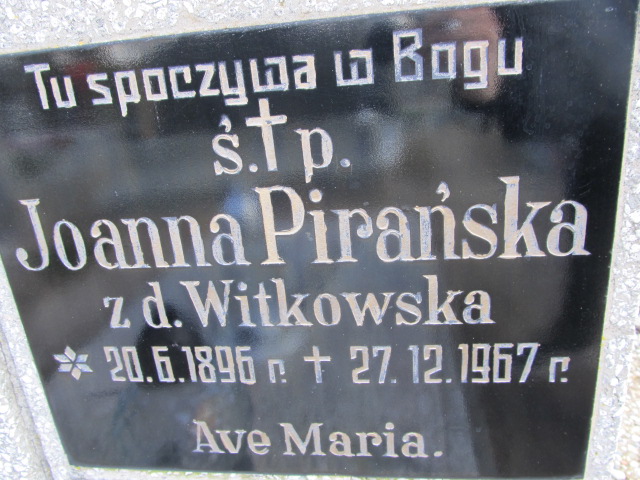 Tu spoczywa w Bogu
ś.†p.
Joanna Pirańska
z d. Witkowska
* 20.6.1896 r. † 27.12.1967 r.
Ave Maria.